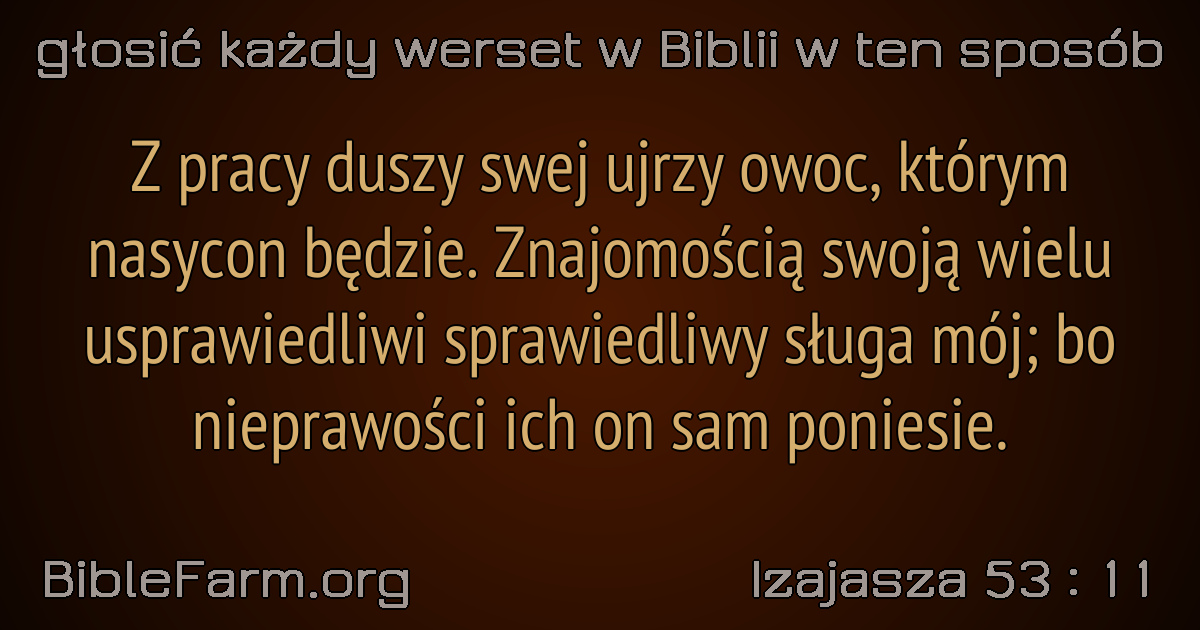 głosić każdy werset w Biblii w ten sposób
Z pracy duszy swej ujrzy owoc, którym
nasycon będzie. Znajomością swoją wielu
usprawiedliwi sprawiedliwy sługa mój; bo
nieprawości ich on sam poniesie.
BibleFarm.org
Izajasza 53 : 11